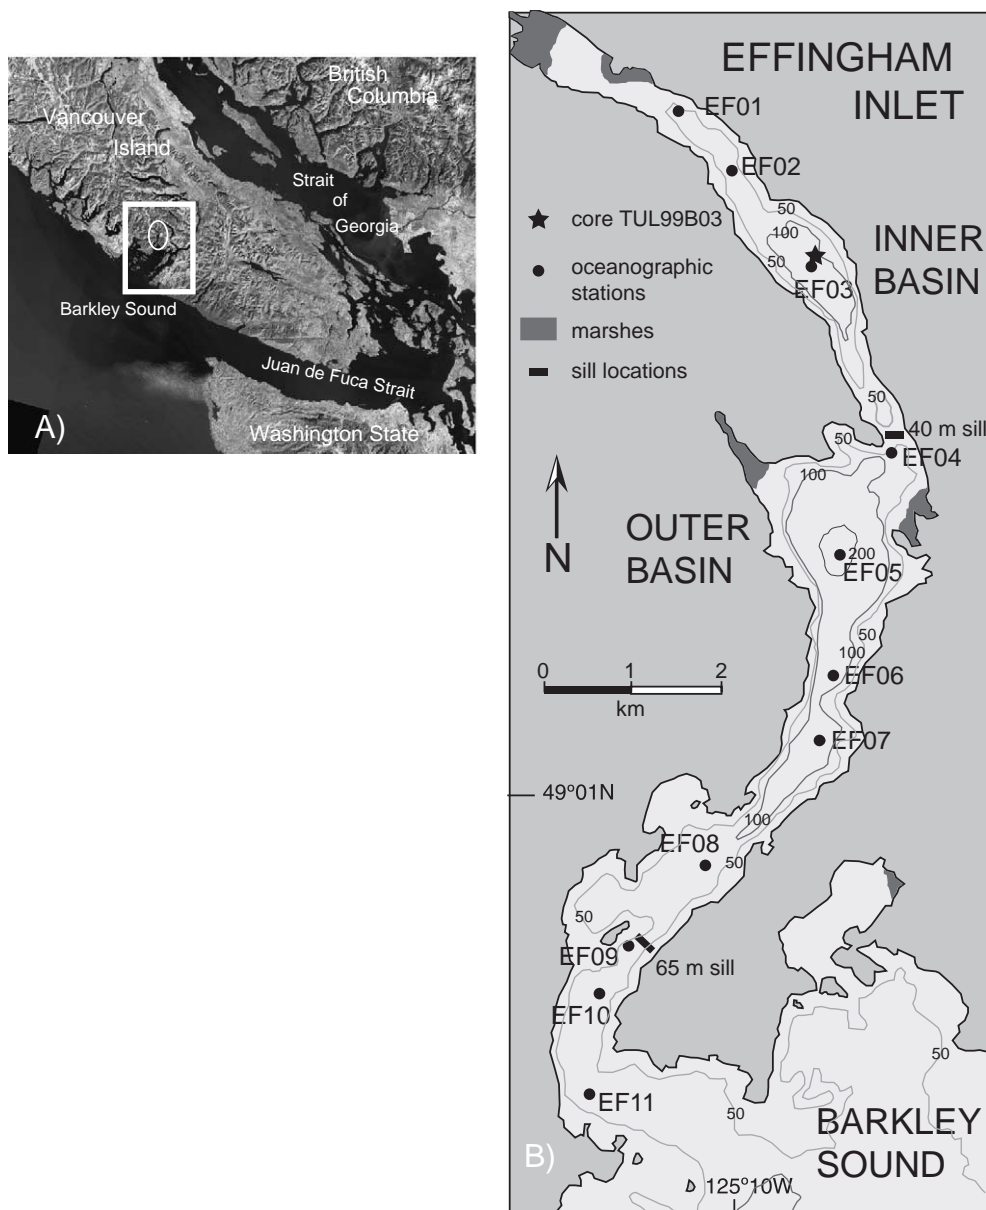 British
Columbia
Vancouver
Island
Strait
of
Georgia
Barkley Sound
Juan de Fuca Strait
Washington State
A)
EFFINGHAM
INLET
EF01
EF02
50
100
50
EF03
INNER
BASIN
core TUL99B03
oceanographic
stations
marshes
sill locations
50
40 m sill
EF04
50
100
OUTER
BASIN
N
200
EF05
50
100
EF06
0 1 2
km
EF07
49°01N
100
EF08
50
50
EF09
65 m sill
EF10
50
EF11
50
BARKLEY
SOUND
B)
125°10W